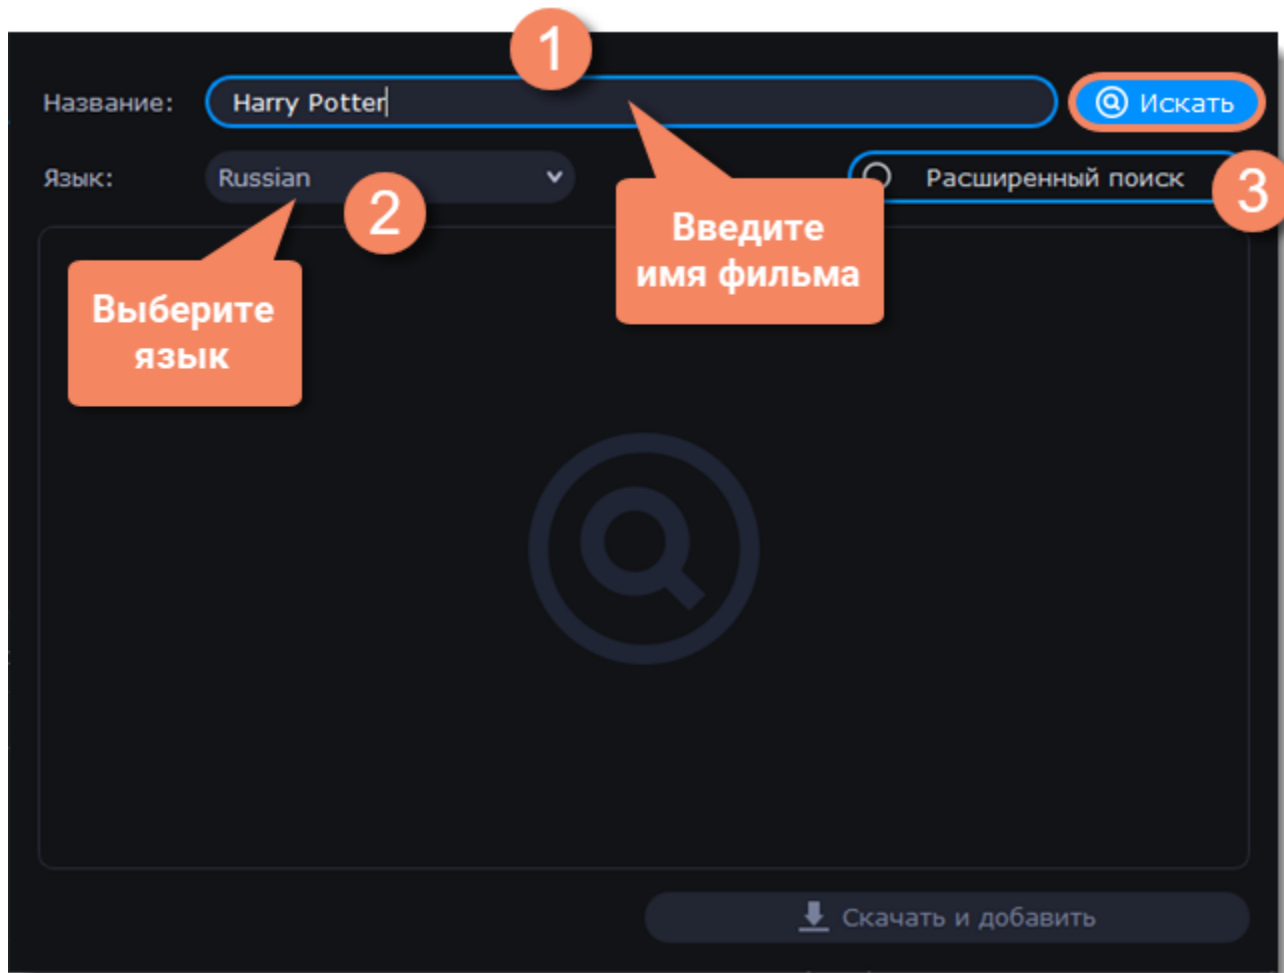 1
Название: Harry Potter Искать
Язык: Russian Расширенный поиск
2
3
Введите
имя фильма
Выберите
язык
Скачать и добавить